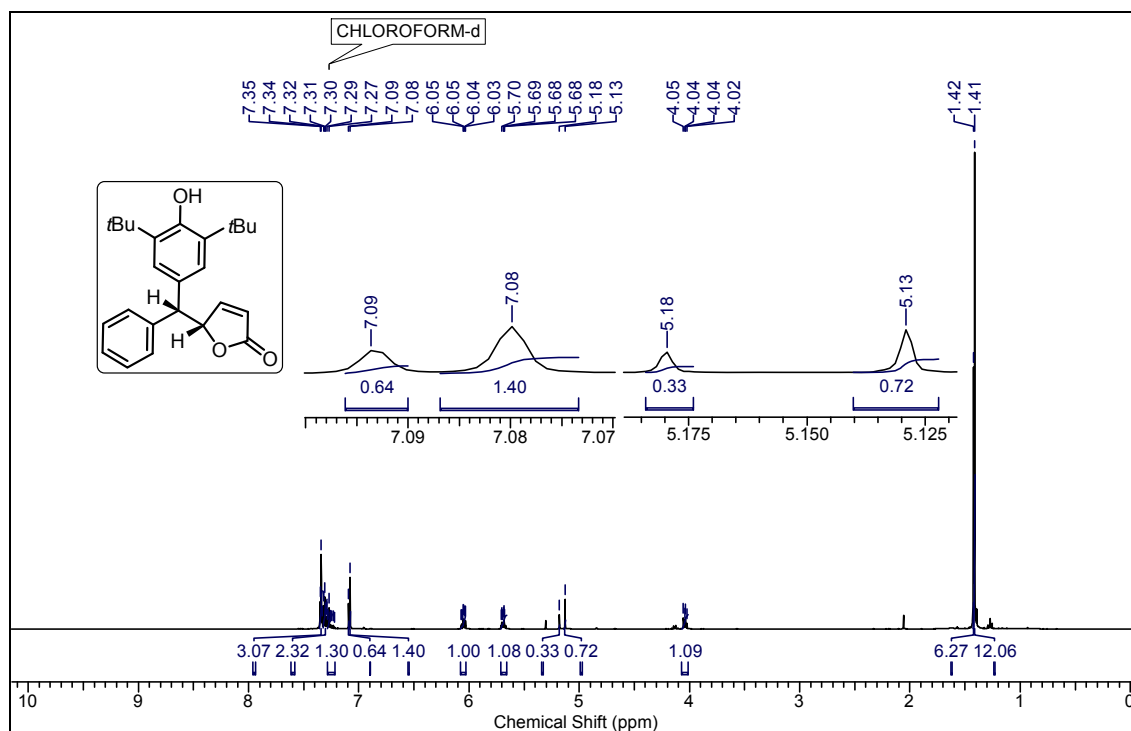 CHLOROFORM-d
7.35 7.34 7.32 7.31 7.30 7.29 7.27 7.09 7.08 6.05 6.05 6.04 6.03 5.70 5.69 5.68 5.68 5.18 5.13 4.05 4.04 4.04 4.02 1.42 1.41
OH
tBu tBu
H
H O O
7.09 7.08 5.18 5.13
0.64 1.40 0.33 0.72
7.09 7.08 7.07 5.175 5.150 5.125
3.07 2.32 1.30 0.64 1.40 1.00 1.08 0.33 0.72 1.09 6.27 12.06
10 9 8 7 6 5 4 3 2 1 0
Chemical Shift (ppm)